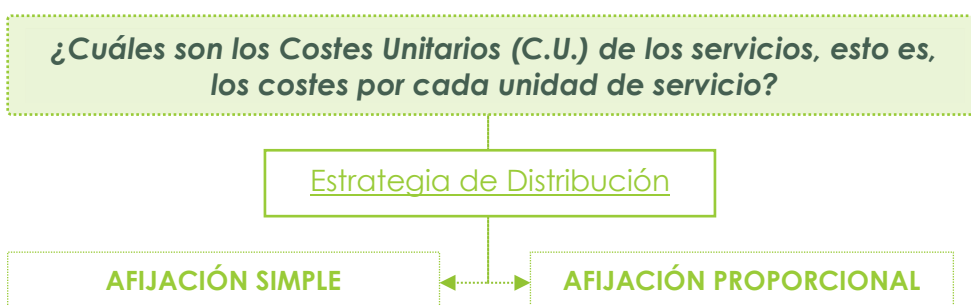 ¿Cuáles son los Costes Unitarios (C.U.) de los servicios, esto es,
los costes por cada unidad de servicio?
Estrategia de Distribución
AFIJACIÓN SIMPLE
AFIJACIÓN PROPORCIONAL